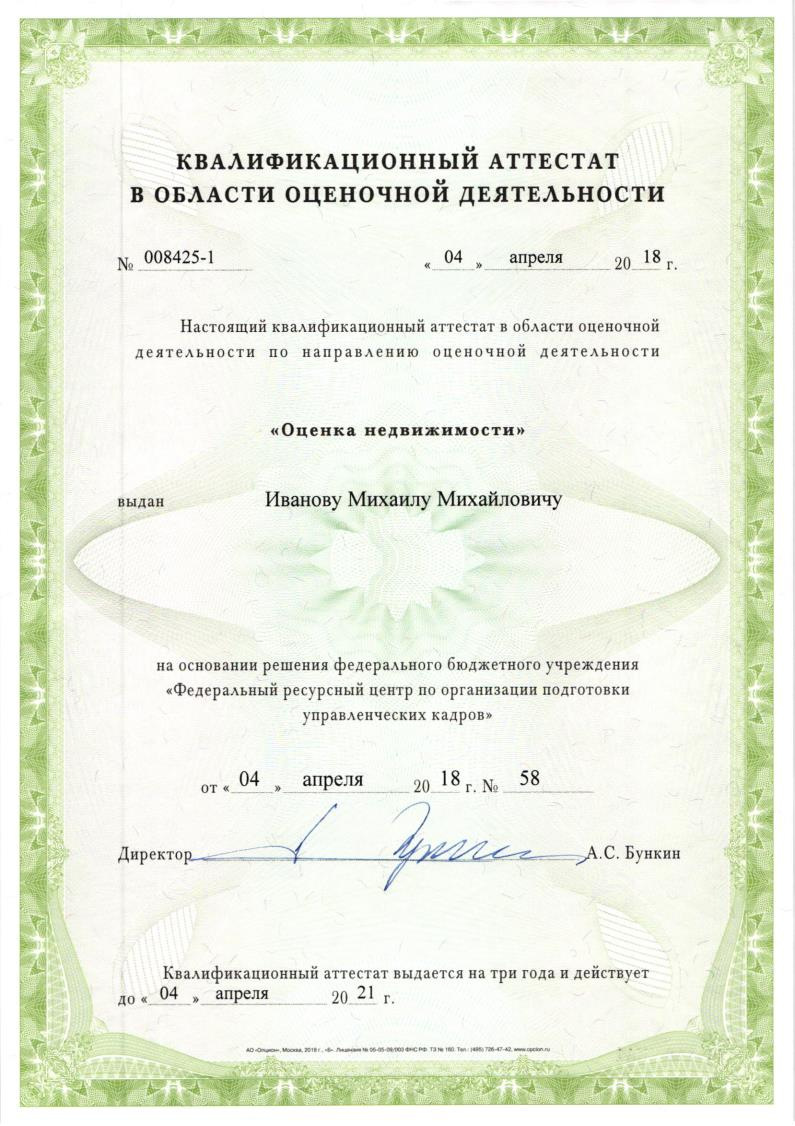 КВАЛИФИКАЦИОННЫЙ АТТЕСТАТ
В ОБЛАСТИ ОЦЕНОЧНОЙ ДЕЯТЕЛЬНОСТИ
№ 008425-1 « 04 » апреля 20 18 г.
Настоящий квалификационный аттестат в области оценочной
деятельности по направлению оценочной деятельности
«Оценка недвижимости»
выдан Иванову Михаилу Михайловичу
на основании решения федерального бюджетного учреждения
«Федеральный ресурсный центр по организации подготовки
управленческих кадров»
от « 04 » апреля 20 18 г. № 58
Директор А.С. Бункин
Квалификационный аттестат выдается на три года и действует
до « 04 » апреля 20 21 г.
АО «Опцион», Москва, 2018 г., «Б». Лицензия № 05-05-09/003 ФНС РФ. ТЗ № 160. Тел.: (495) 726-47-42, www.opcion.ru